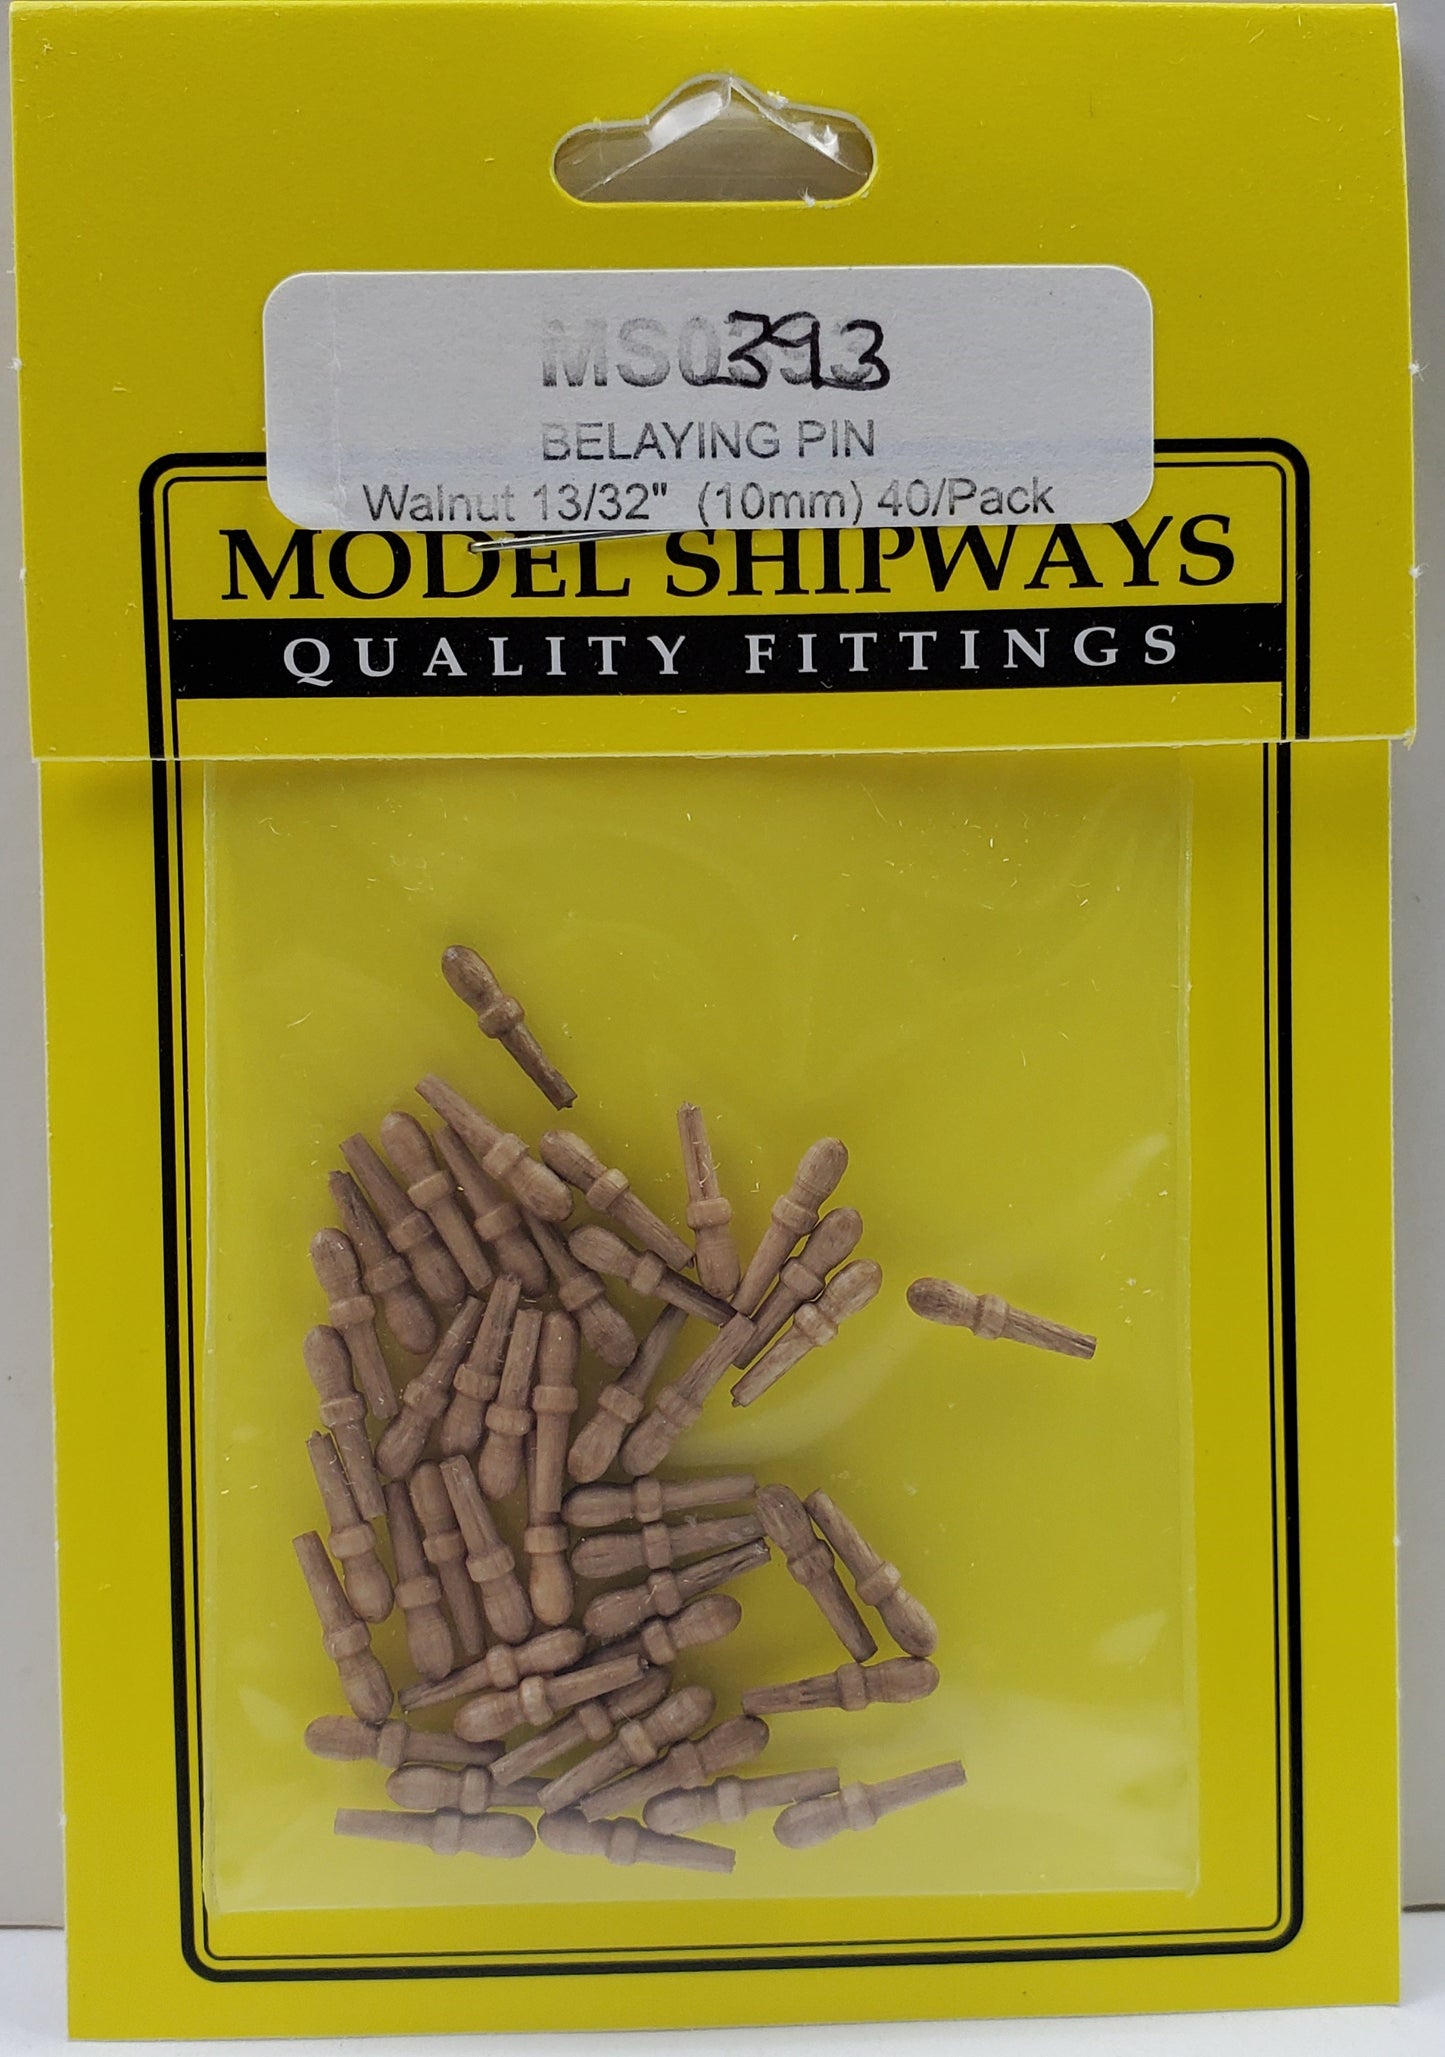 MS0393
BELAYING PIN
Walnut 13/32" (10mm) 40/Pack
MODEL SHIPWAYS
QUALITY FITTINGS